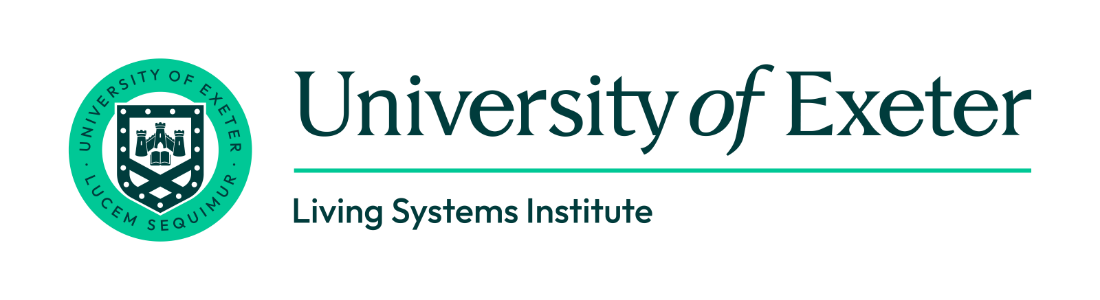 UNIVERSITY OF EXETER
· LUCEM SEQUIMUR ·
University of Exeter
Living Systems Institute